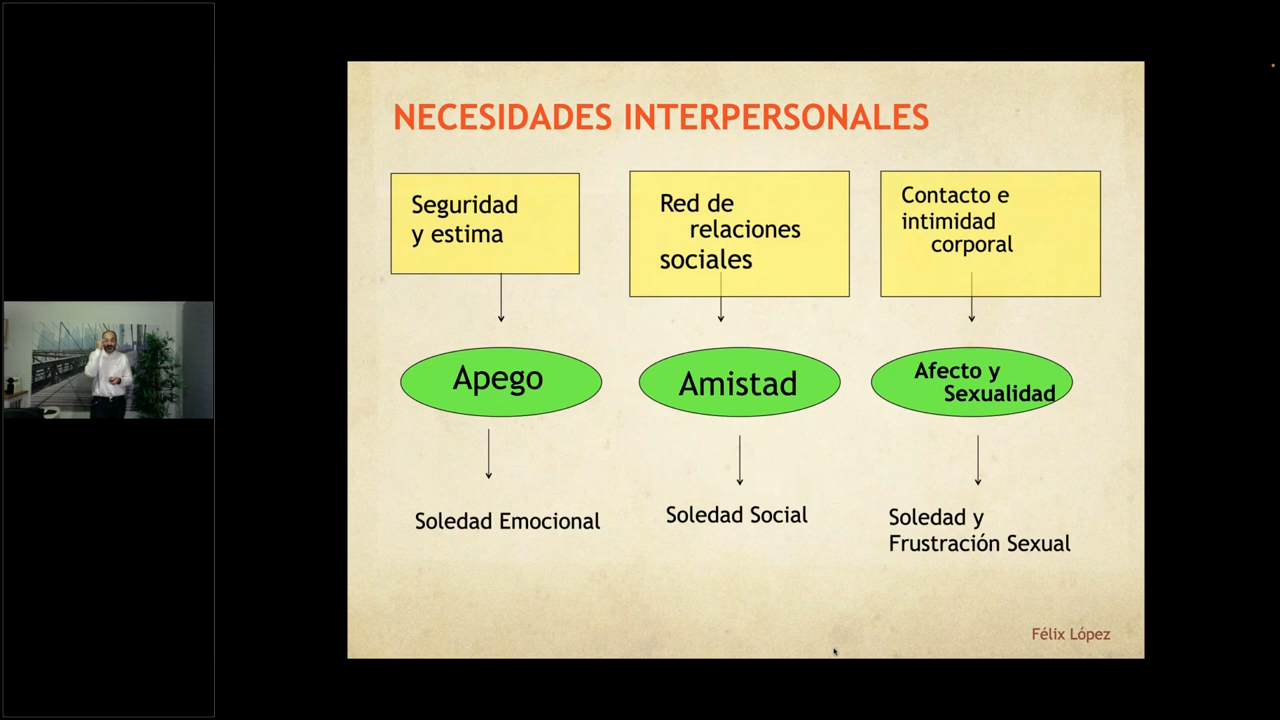 NECESIDADES INTERPERSONALES
Seguridad
y estima
Red de
relaciones
sociales
Contacto e
intimidad
corporal
Apego
Amistad
Afecto y
Sexualidad
Soledad Emocional
Soledad Social
Soledad y
Frustración Sexual
Félix López